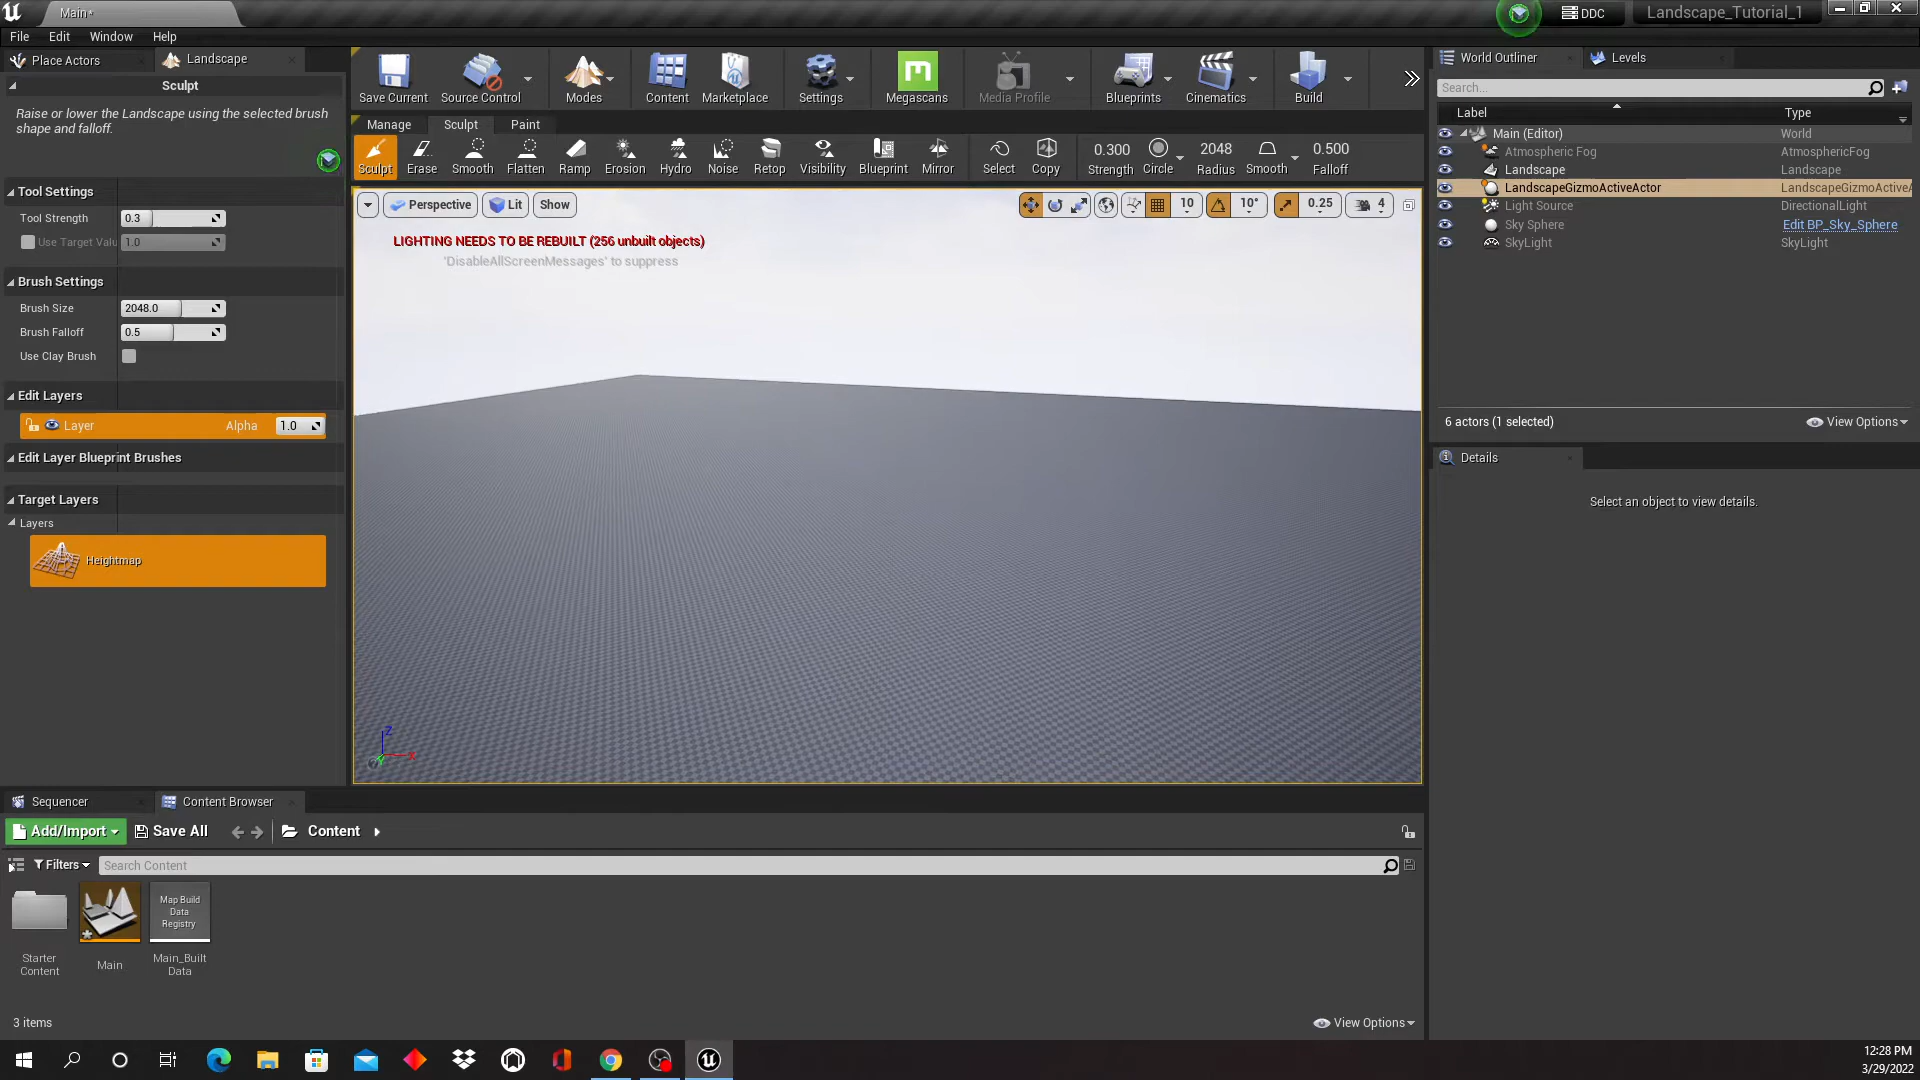 Main*
DDC
Landscape_Tutorial_1
File Edit Window Help
Place Actors
Landscape
Sculpt
Raise or lower the Landscape using the selected brush
shape and falloff.
Tool Settings
Tool Strength 0.3
Use Target Valu 1.0
Brush Settings
Brush Size 2048.0
Brush Falloff 0.5
Use Clay Brush
Edit Layers
Layer Alpha 1.0
Edit Layer Blueprint Brushes
Target Layers
Layers
Heightmap
Save Current Source Control Modes Content Marketplace Settings Megascans Media Profile Blueprints Cinematics Build
Manage Sculpt Paint
0.300 2048 0.500
Sculpt Erase Smooth Flatten Ramp Erosion Hydro Noise Retop Visibility Blueprint Mirror Select Copy Strength Circle Radius Smooth Falloff
Perspective Lit Show 10 10° 0.25 4
LIGHTING NEEDS TO BE REBUILT (256 unbuilt objects)
'DisableAllScreenMessages' to suppress
Z
X
World Outliner Levels
Search...
Label Type
Main (Editor) World
Atmospheric Fog AtmosphericFog
Landscape Landscape
LandscapeGizmoActiveActor LandscapeGizmoActiveA
Light Source DirectionalLight
Sky Sphere Edit BP_Sky_Sphere
SkyLight SkyLight
6 actors (1 selected) View Options
Details
Select an object to view details.
Sequencer Content Browser
Add/Import Save All Content
Filters Search Content
Map Build
Data
Registry
Starter
Content
Main
Main_Built
Data
3 items View Options
12:28 PM
3/29/2022